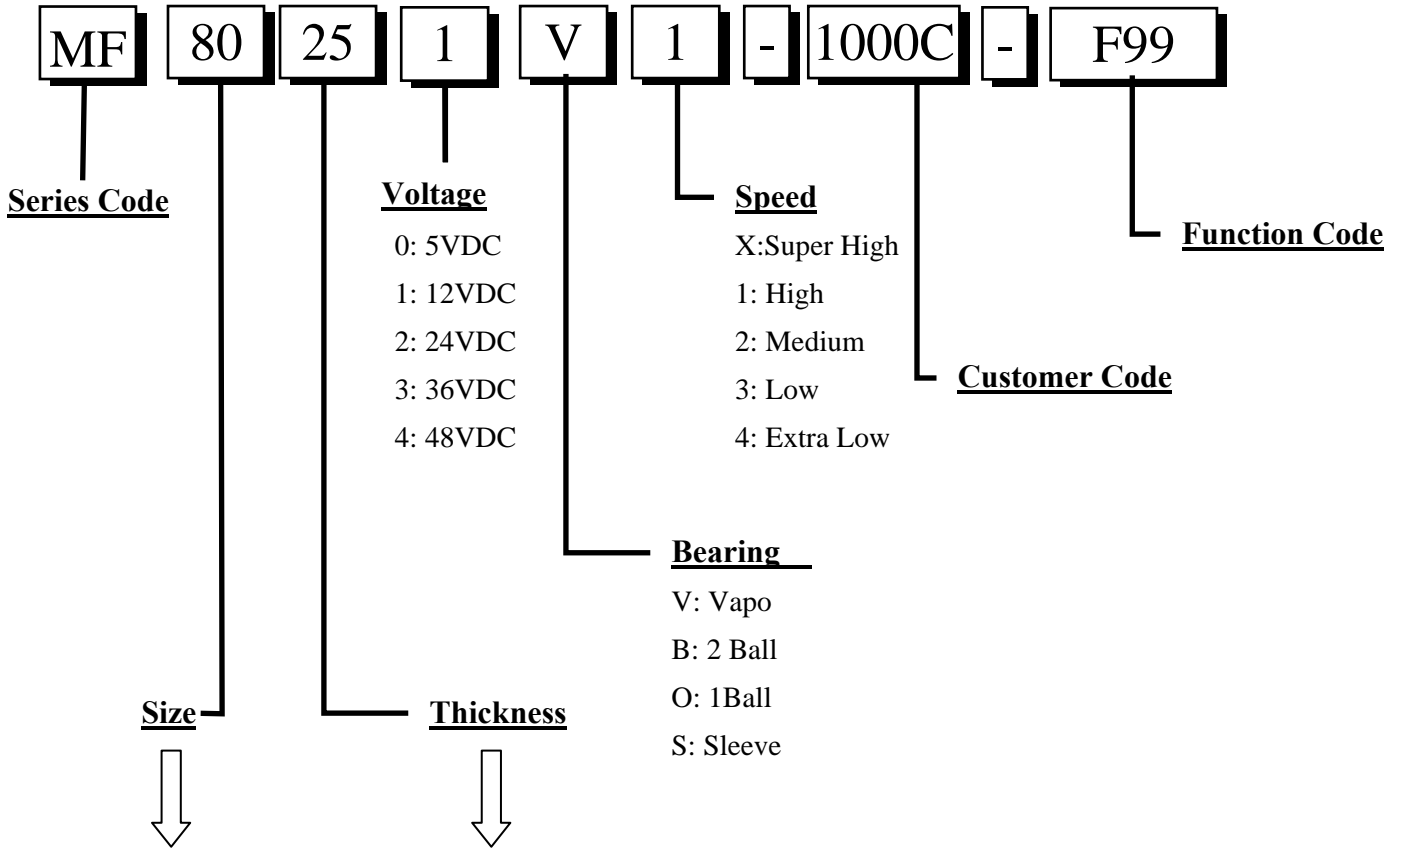 MF 80 25 1 V 1 - 1000C - F99
Series Code
Voltage
0: 5VDC
1: 12VDC
2: 24VDC
3: 36VDC
4: 48VDC
Speed
X:Super High
1: High
2: Medium
3: Low
4: Extra Low
Function Code
Customer Code
Bearing
V: Vapo
B: 2 Ball
O: 1Ball
S: Sleeve
Size
Thickness